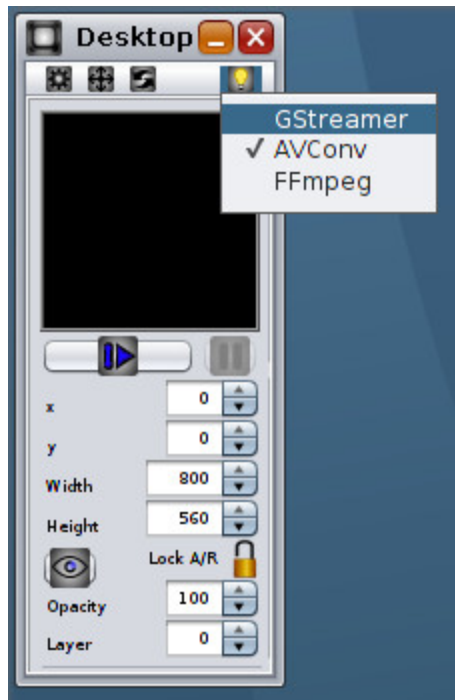 Desktop
GStreamer
✓ AVConv
FFmpeg
x 0
y 0
Width 800
Height 560
Lock A/R
Opacity 100
Layer 0